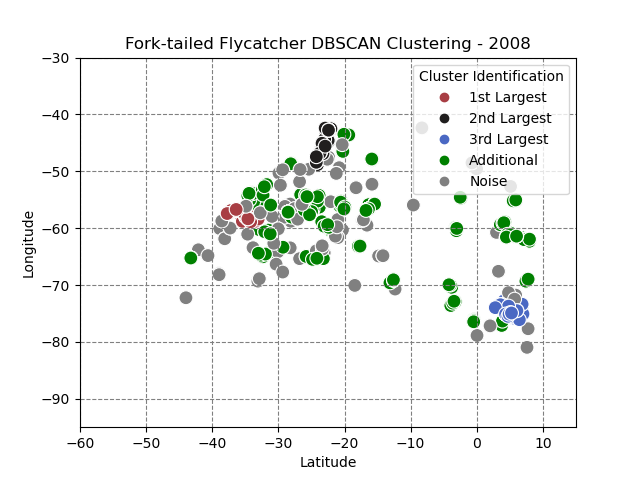 Fork-tailed Flycatcher DBSCAN Clustering - 2008
Cluster Identification
1st Largest
2nd Largest
3rd Largest
Additional
Noise
Longitude
−30
−40
−50
−60
−70
−80
−90
−60
−50
−40
−30
−20
−10
0
10
Latitude